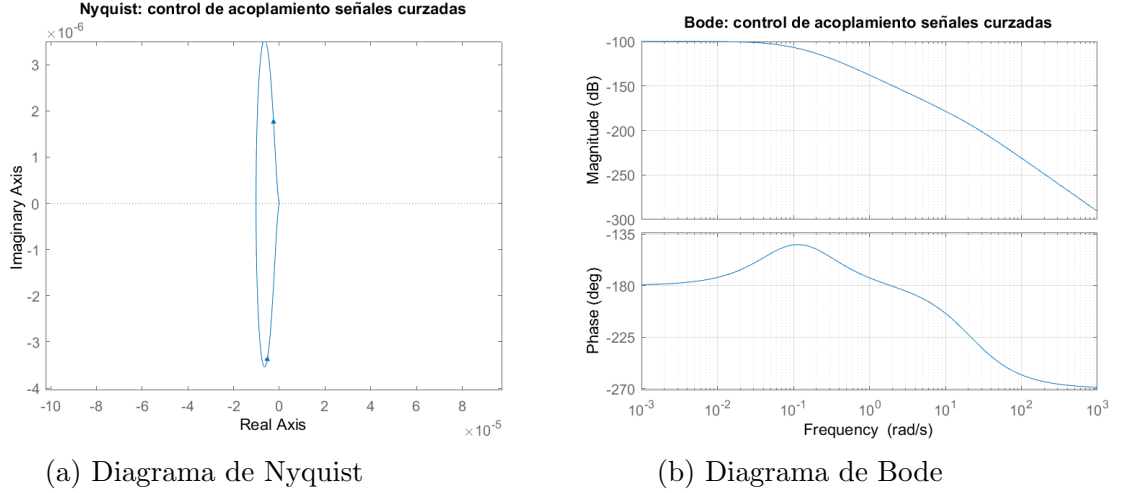 Nyquist: control de acoplamiento señales curzadas
×10⁻⁶
3
2
1
0
-1
-2
-3
-4
Imaginary Axis
-10 -8 -6 -4 -2 0 2 4 6 8
Real Axis
×10⁻⁵
(a) Diagrama de Nyquist
Bode: control de acoplamiento señales curzadas
-100
-150
-200
-250
-300
Magnitude (dB)
-135
-180
-225
-270
Phase (deg)
10⁻³ 10⁻² 10⁻¹ 10⁰ 10¹ 10² 10³
Frequency (rad/s)
(b) Diagrama de Bode